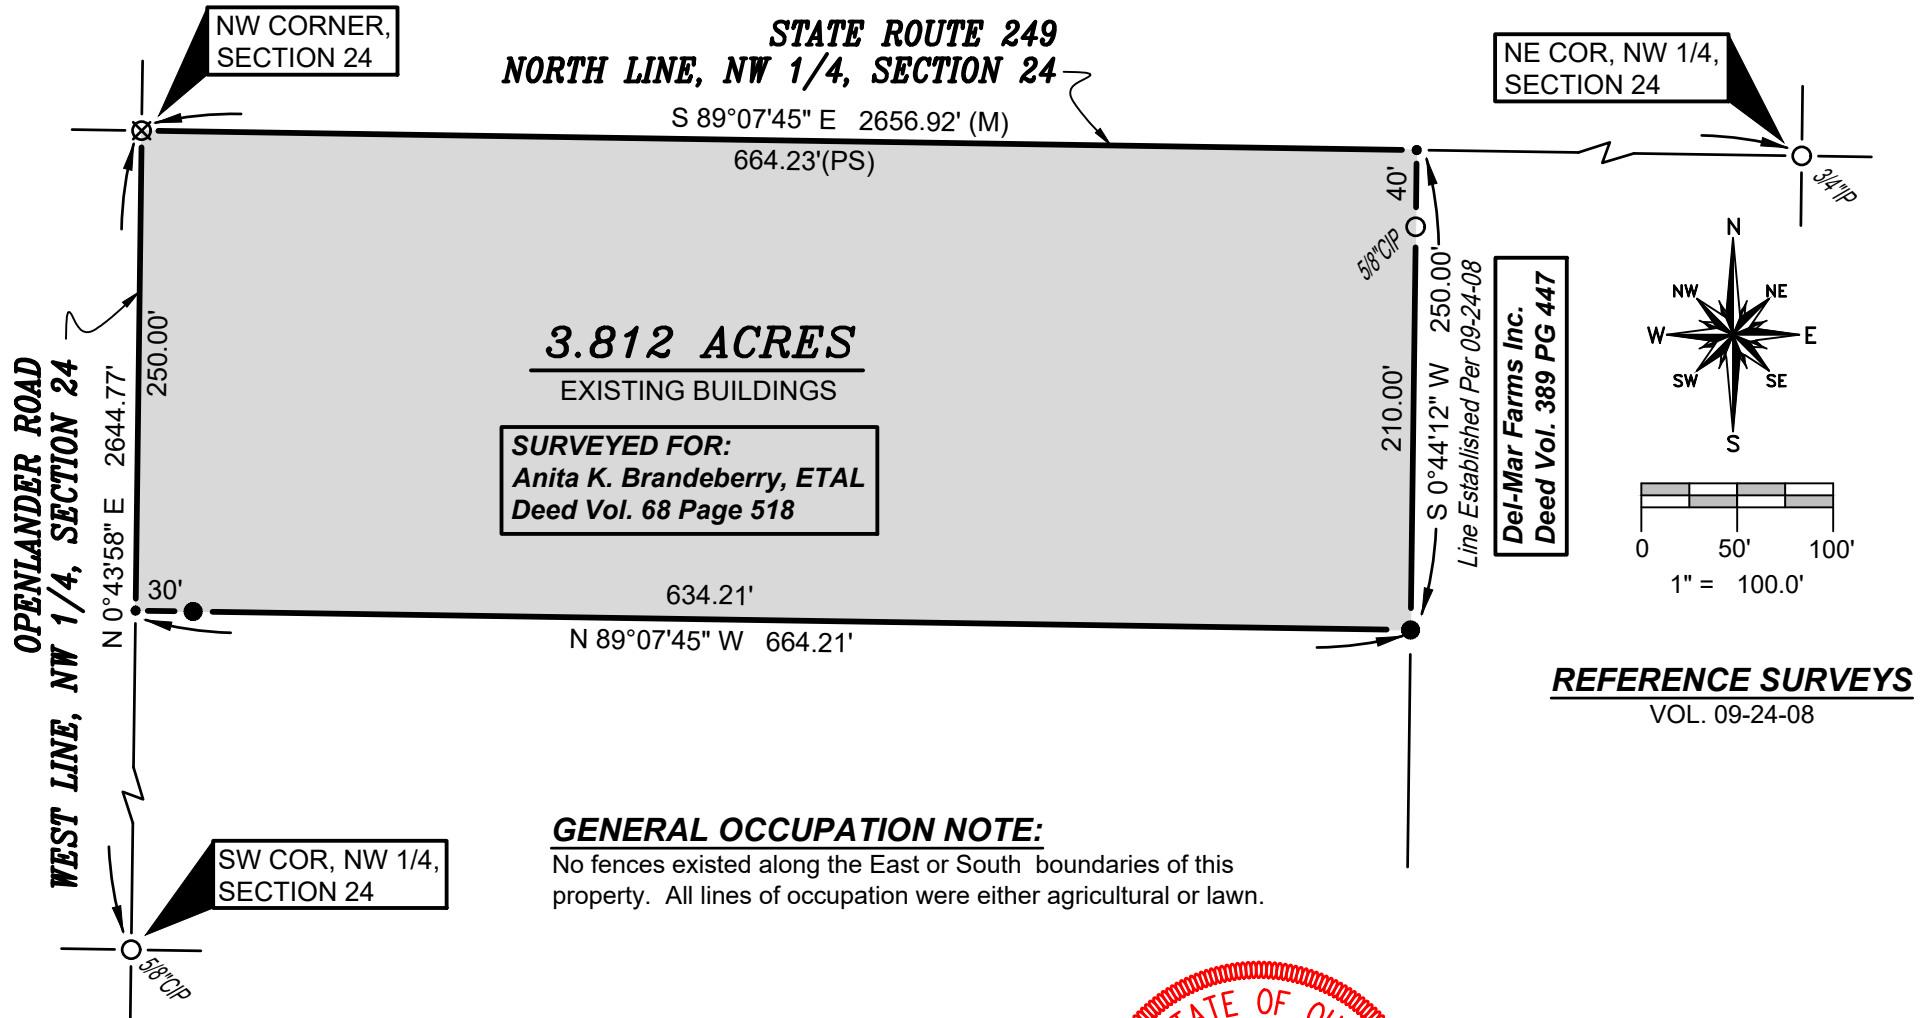 NW CORNER,
SECTION 24
STATE ROUTE 249
NORTH LINE, NW 1/4, SECTION 24
NE COR, NW 1/4,
SECTION 24
S 89°07'45" E 2656.92' (M)
664.23'(PS)
3/4"IP
40'
5/8"CIP
250.00'
S 0°44'12" W
210.00'
Line Established Per 09-24-08
Del-Mar Farms Inc.
Deed Vol. 389 PG 447
N
NE
E
SE
S
SW
W
NW
0 50' 100'
1" = 100.0'
OPENLANDER ROAD
WEST LINE, NW 1/4, SECTION 24
N 0°43'58" E 2644.77'
250.00'
3.812 ACRES
EXISTING BUILDINGS
SURVEYED FOR:
Anita K. Brandeberry, ETAL
Deed Vol. 68 Page 518
30'
634.21'
N 89°07'45" W 664.21'
REFERENCE SURVEYS
VOL. 09-24-08
SW COR, NW 1/4,
SECTION 24
5/8"CIP
GENERAL OCCUPATION NOTE:
No fences existed along the East or South boundaries of this
property. All lines of occupation were either agricultural or lawn.
OF